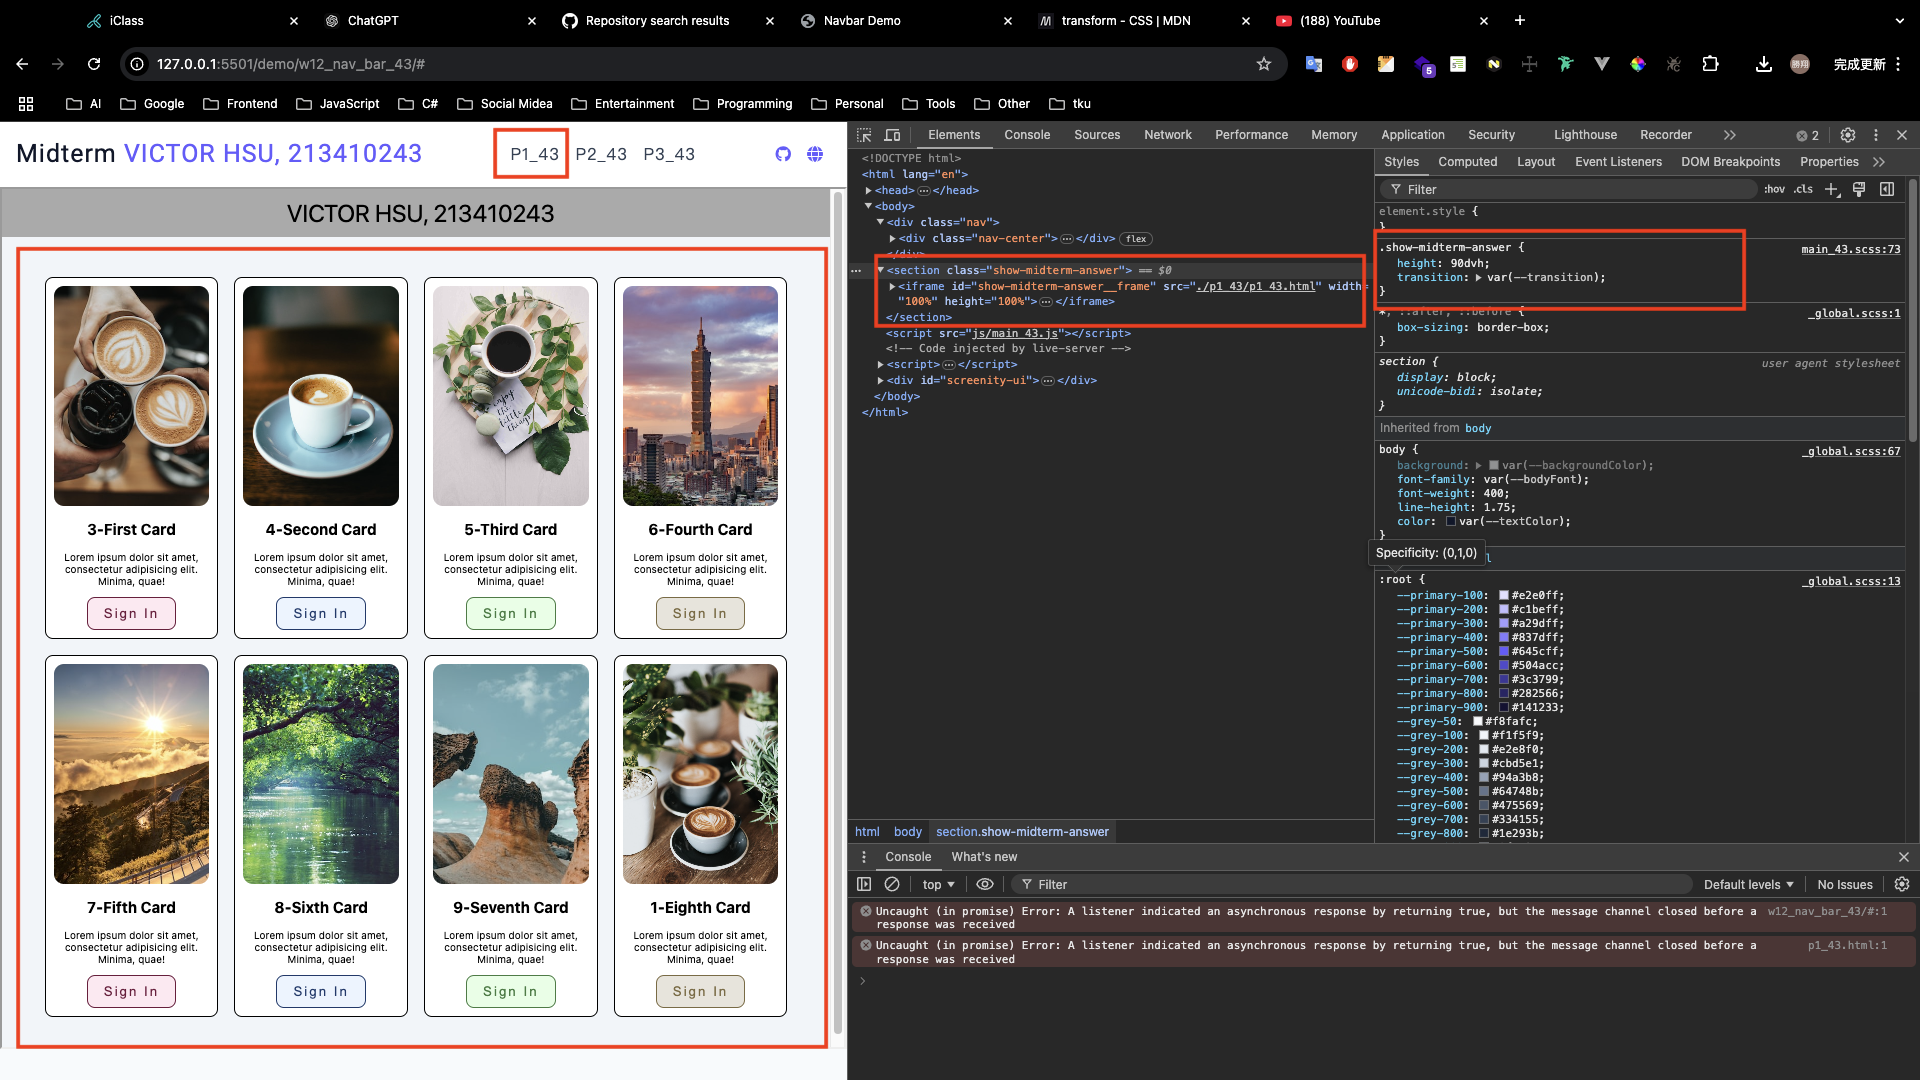 iClass
ChatGPT
Repository search results
Navbar Demo
transform - CSS | MDN
(188) YouTube
127.0.0.1:5501/demo/w12_nav_bar_43/#
5
完成更新
AI
Google
Frontend
JavaScript
C#
Social Midea
Entertainment
Programming
Personal
Tools
Other
tku
Midterm VICTOR HSU, 213410243
P1_43
P2_43
P3_43
VICTOR HSU, 213410243
3-First Card
Lorem ipsum dolor sit amet,
consectetur adipisicing elit.
Minima, quae!
Sign In
4-Second Card
Lorem ipsum dolor sit amet,
consectetur adipisicing elit.
Minima, quae!
Sign In
5-Third Card
Lorem ipsum dolor sit amet,
consectetur adipisicing elit.
Minima, quae!
Sign In
6-Fourth Card
Lorem ipsum dolor sit amet,
consectetur adipisicing elit.
Minima, quae!
Sign In
7-Fifth Card
Lorem ipsum dolor sit amet,
consectetur adipisicing elit.
Minima, quae!
Sign In
8-Sixth Card
Lorem ipsum dolor sit amet,
consectetur adipisicing elit.
Minima, quae!
Sign In
9-Seventh Card
Lorem ipsum dolor sit amet,
consectetur adipisicing elit.
Minima, quae!
Sign In
1-Eighth Card
Lorem ipsum dolor sit amet,
consectetur adipisicing elit.
Minima, quae!
Sign In
Elements
Console
Sources
Network
Performance
Memory
Application
Security
Lighthouse
Recorder
2
<!DOCTYPE html>
<html lang="en">
<head>…</head>
<body>
<div class="nav">
<div class="nav-center">…</div> flex
</div>
<section class="show-midterm-answer"> == $0
<iframe id="show-midterm-answer__frame" src="./p1_43/p1_43.html" width=
"100%" height="100%">…</iframe>
</section>
<script src="js/main_43.js"></script>
<!-- Code injected by live-server -->
<script>…</script>
<div id="screenity-ui">…</div>
</body>
</html>
html
body
section.show-midterm-answer
Styles
Computed
Layout
Event Listeners
DOM Breakpoints
Properties
Filter
:hov
.cls
element.style {
}
.show-midterm-answer {
main_43.scss:73
height: 90dvh;
transition: var(--transition);
}
*, ::after, ::before {
_global.scss:1
box-sizing: border-box;
}
section {
user agent stylesheet
display: block;
unicode-bidi: isolate;
}
Inherited from body
body {
_global.scss:67
background: var(--backgroundColor);
font-family: var(--bodyFont);
font-weight: 400;
line-height: 1.75;
color: var(--textColor);
}
Specificity: (0,1,0)
:root {
_global.scss:13
--primary-100: #e2e0ff;
--primary-200: #c1beff;
--primary-300: #a29dff;
--primary-400: #837dff;
--primary-500: #645cff;
--primary-600: #504acc;
--primary-700: #3c3799;
--primary-800: #282566;
--primary-900: #141233;
--grey-50: #f8fafc;
--grey-100: #f1f5f9;
--grey-200: #e2e8f0;
--grey-300: #cbd5e1;
--grey-400: #94a3b8;
--grey-500: #64748b;
--grey-600: #475569;
--grey-700: #334155;
--grey-800: #1e293b;
Console
What's new
top
Filter
Default levels
No Issues
Uncaught (in promise) Error: A listener indicated an asynchronous response by returning true, but the message channel closed before a
w12_nav_bar_43/#:1
response was received
Uncaught (in promise) Error: A listener indicated an asynchronous response by returning true, but the message channel closed before a
p1_43.html:1
response was received